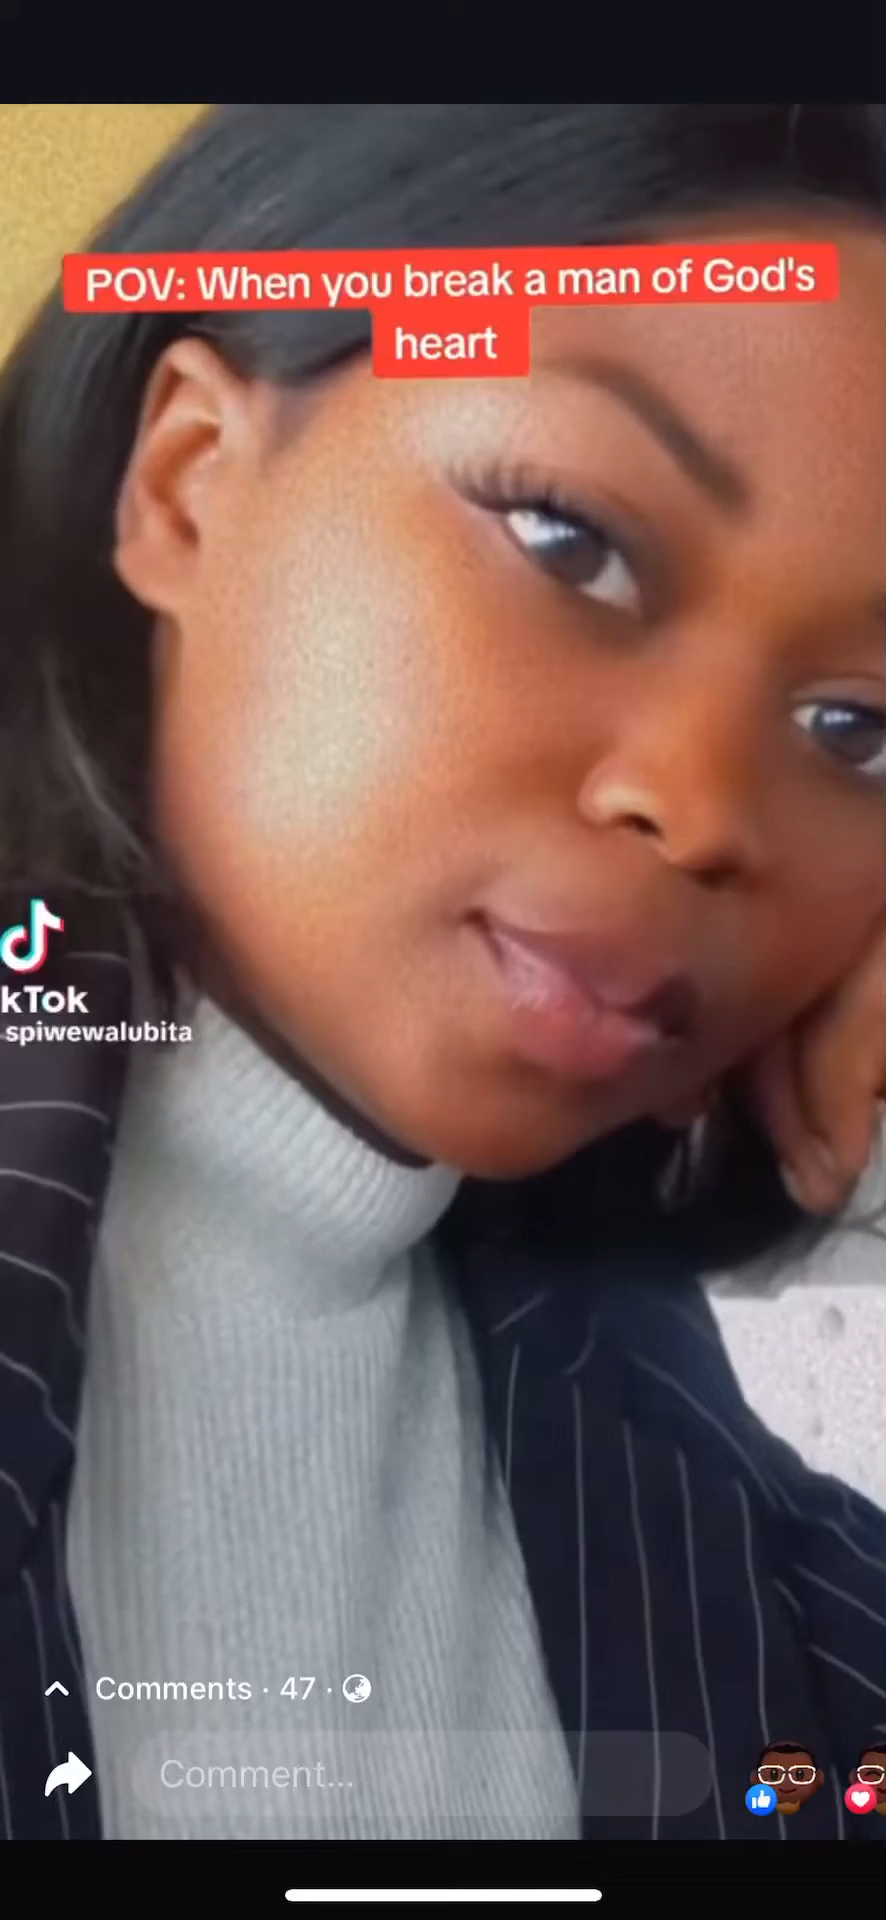 POV: When you break a man of God's
heart
kTok
spiwewalubita
Comments · 47 ·
Comment...